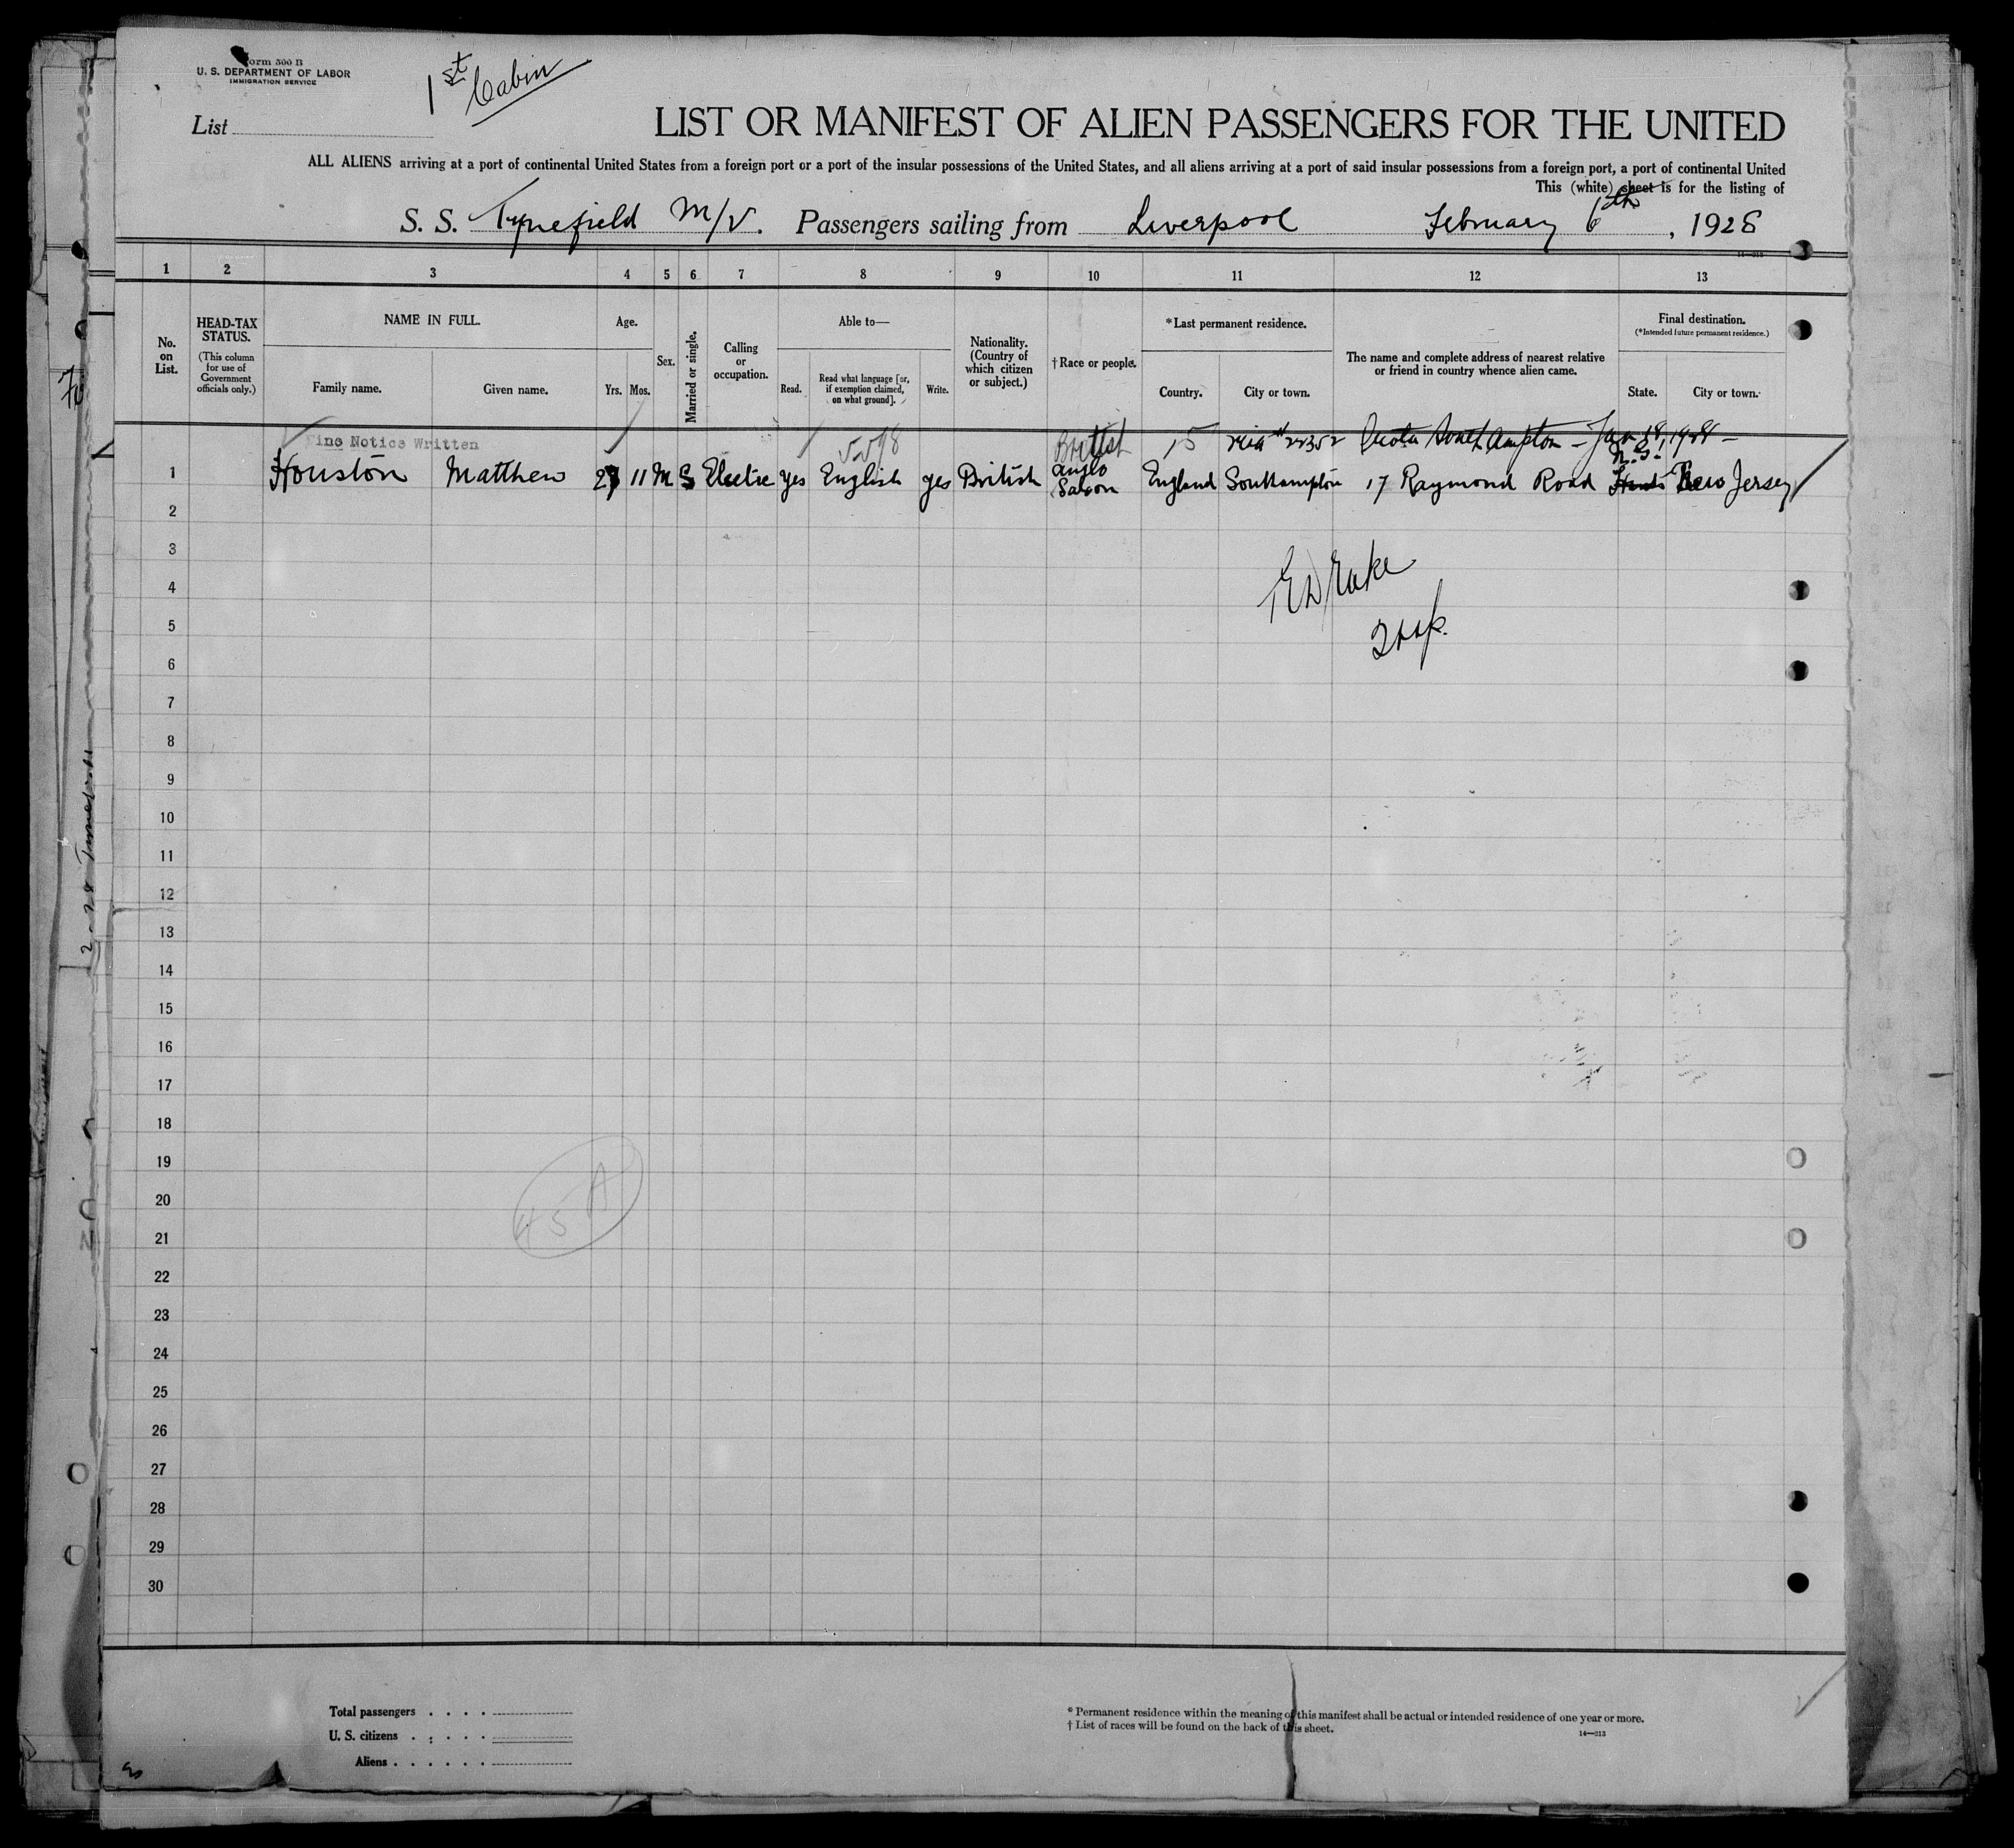 Form 500 B
U. S. DEPARTMENT OF LABOR
IMMIGRATION SERVICE
1st Cabin
List
LIST OR MANIFEST OF ALIEN PASSENGERS FOR THE UNITED
ALL ALIENS arriving at a port of continental United States from a foreign port or a port of the insular possessions of the United States, and all aliens arriving at a port of said insular possessions from a foreign port, a port of continental United
This (white) sheet is for the listing of
S. S. Tynefield M/V. Passengers sailing from Liverpool February 6th, 1928
14—213
1 2 3 4 5 6 7 8 9 10 11 12 13
No. on List.
HEAD-TAX STATUS.
(This column for use of Government officials only.)
NAME IN FULL.
Family name. Given name.
Age.
Yrs. Mos.
Sex.
Married or single.
Calling or occupation.
Able to—
Read. Read what language [or, if exemption claimed, on what ground]. Write.
Nationality. (Country of which citizen or subject.)
†Race or people.
*Last permanent residence.
Country. City or town.
The name and complete address of nearest relative or friend in country whence alien came.
Final destination.
(*Intended future permanent residence.)
State. City or town.
Fine Notice Written British 15 Quota Southampton - Jan 1928 -
1 Houston Matthew 27 11 M S Electric yes English yes British Anglo Saxon England Southampton 17 Raymond Road N.J. New Jersey
2
3
4
5
6
7
8
9
10
11
12
13
14
15
16
17
18
19
20
21
22
23
24
25
26
27
28
29
30
Drake
Insp.
45 A
Total passengers
U. S. citizens
Aliens
* Permanent residence within the meaning of this manifest shall be actual or intended residence of one year or more.
† List of races will be found on the back of this sheet.
14—213